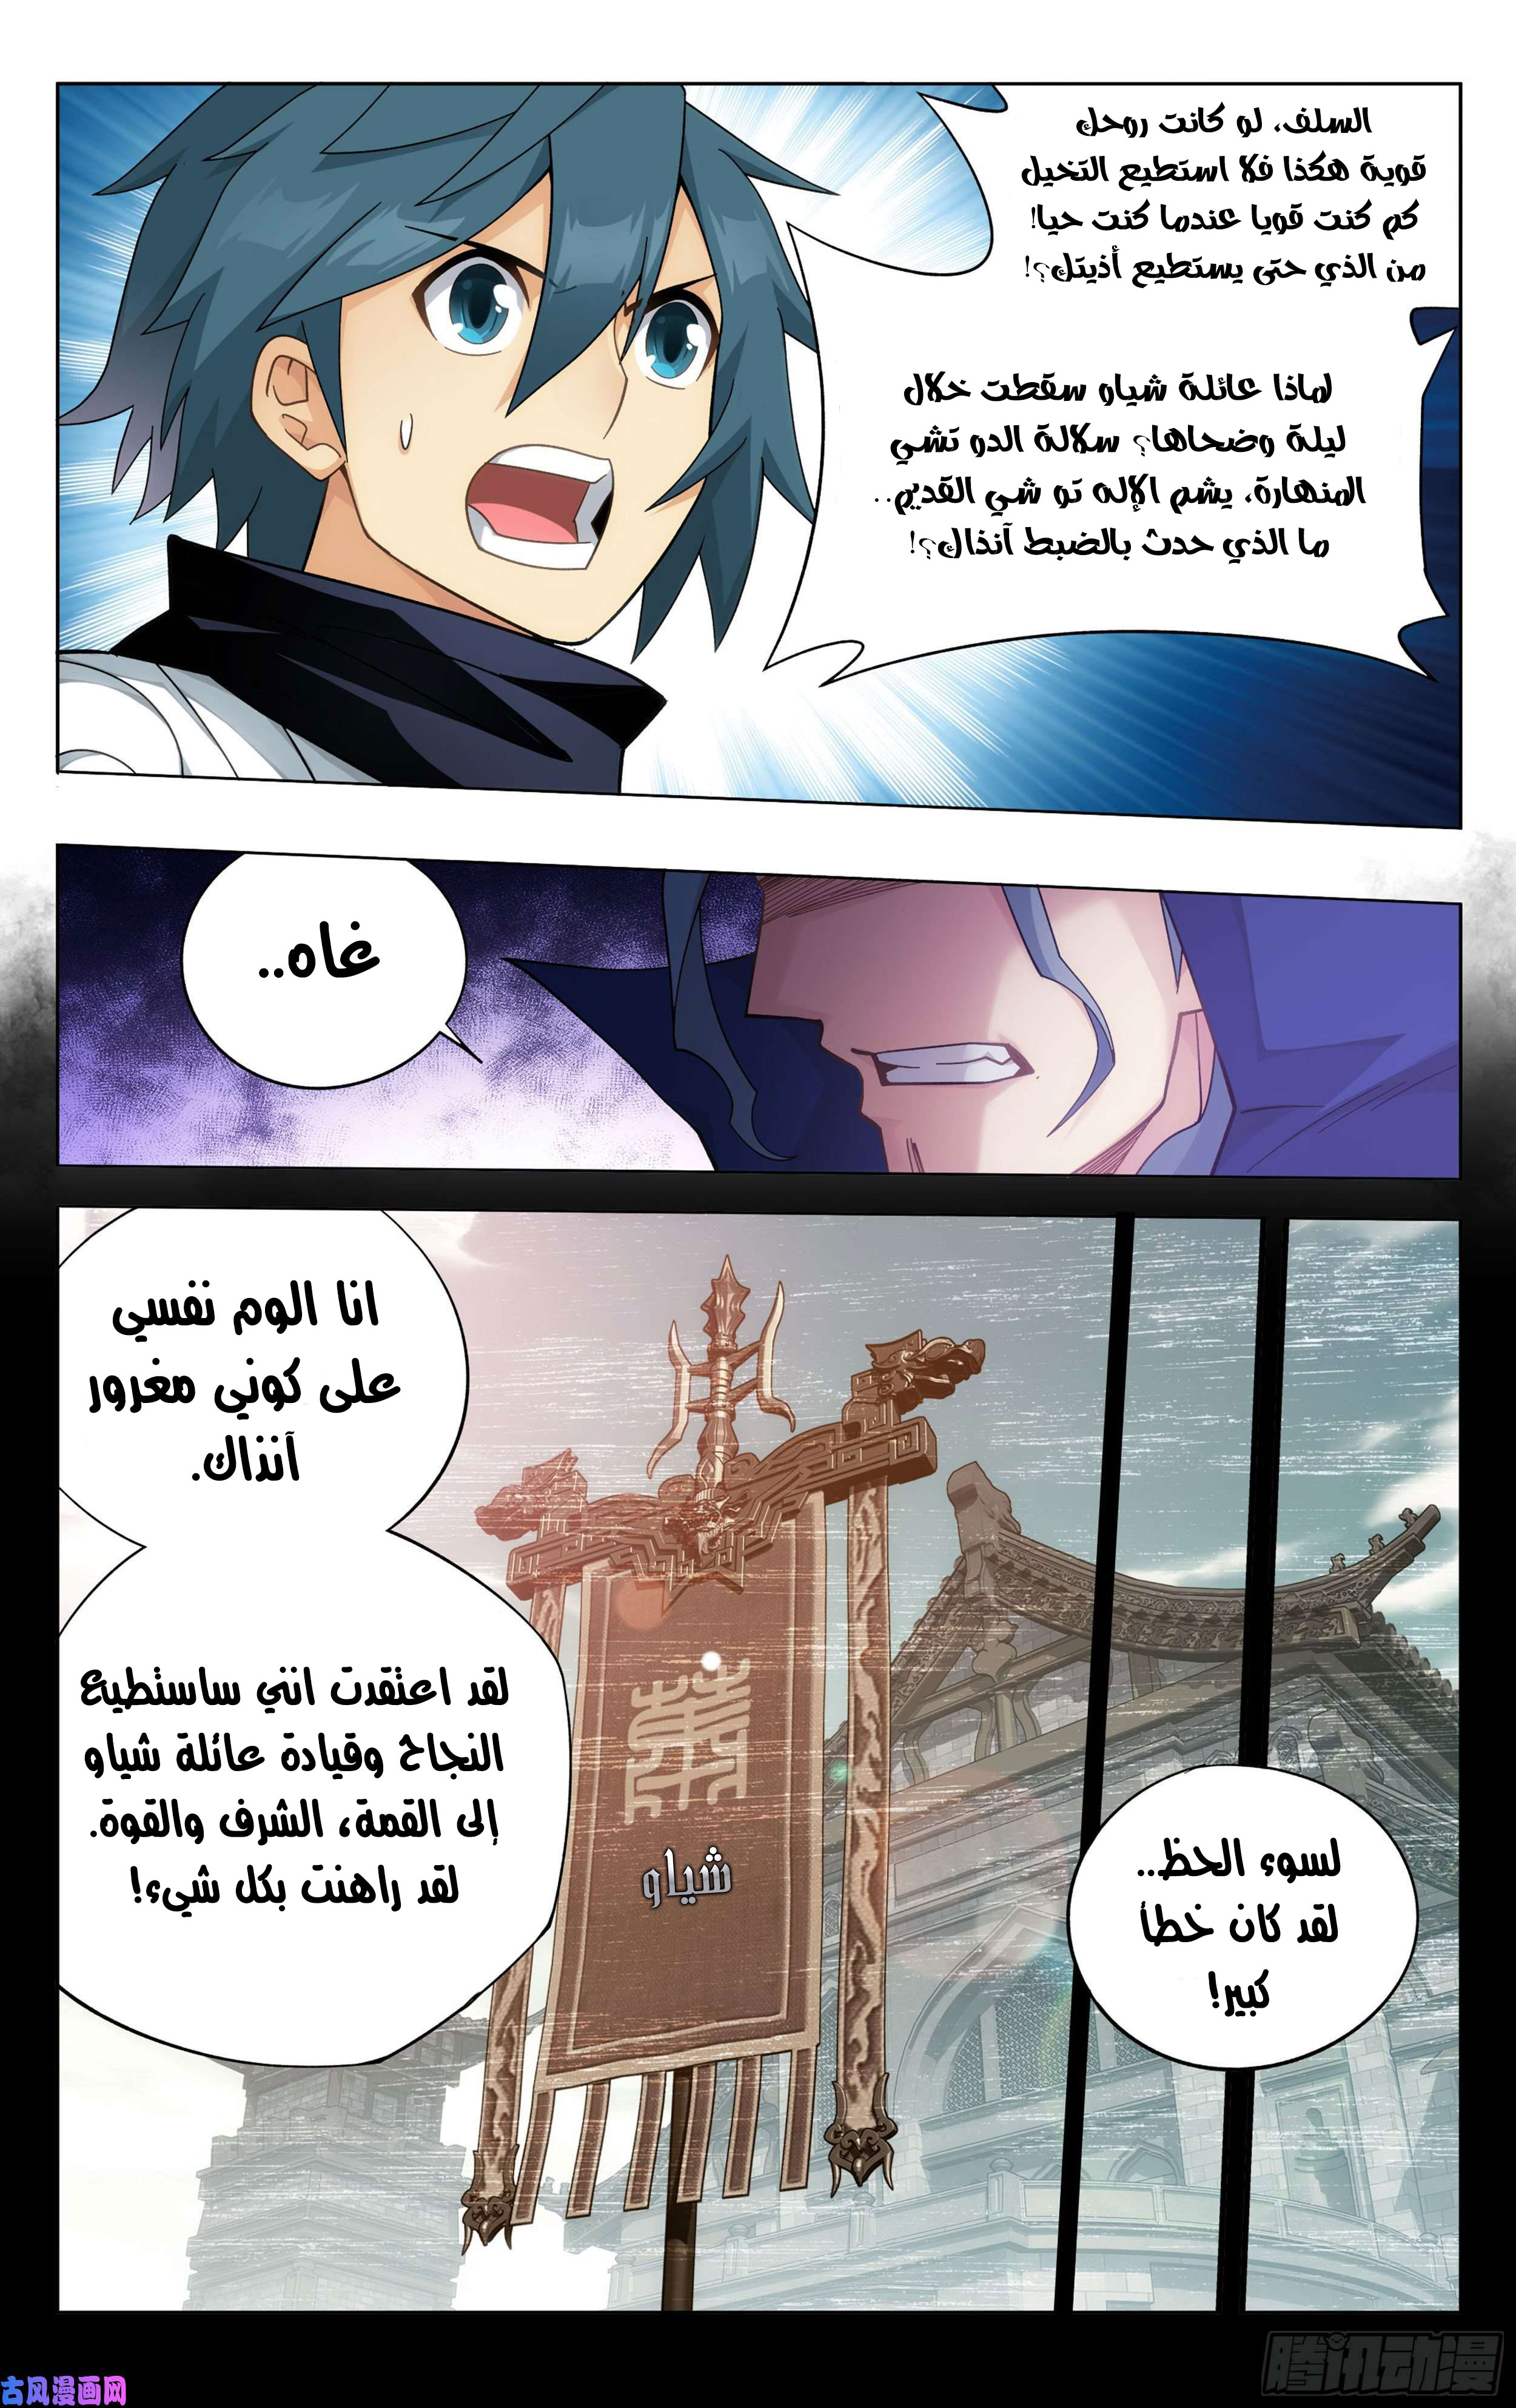 السلف، لو كانت روحك
قوية هكذا فلا استطيع التخيل
كم كنت قويا عندما كنت حيا!
من الذي حتى يستطيع أذيتك؟!
لماذا عائلة شياو سقطت خلال
ليلة وضحاها؟ سلالة الدو تشي
المنهارة، يشم الإله تو شي القديم..
ما الذي حدث بالضبط آنذاك؟!
غاه..
انا الوم نفسي
على كوني مغرور
آنذاك.
لقد اعتقدت انني ساستطيع
النجاح وقيادة عائلة شياو
إلى القمة، الشرف والقوة.
لقد راهنت بكل شيء!
شياو
لسوء الحظ..
لقد كان خطأ
كبير!
腾讯动漫
古风漫画网